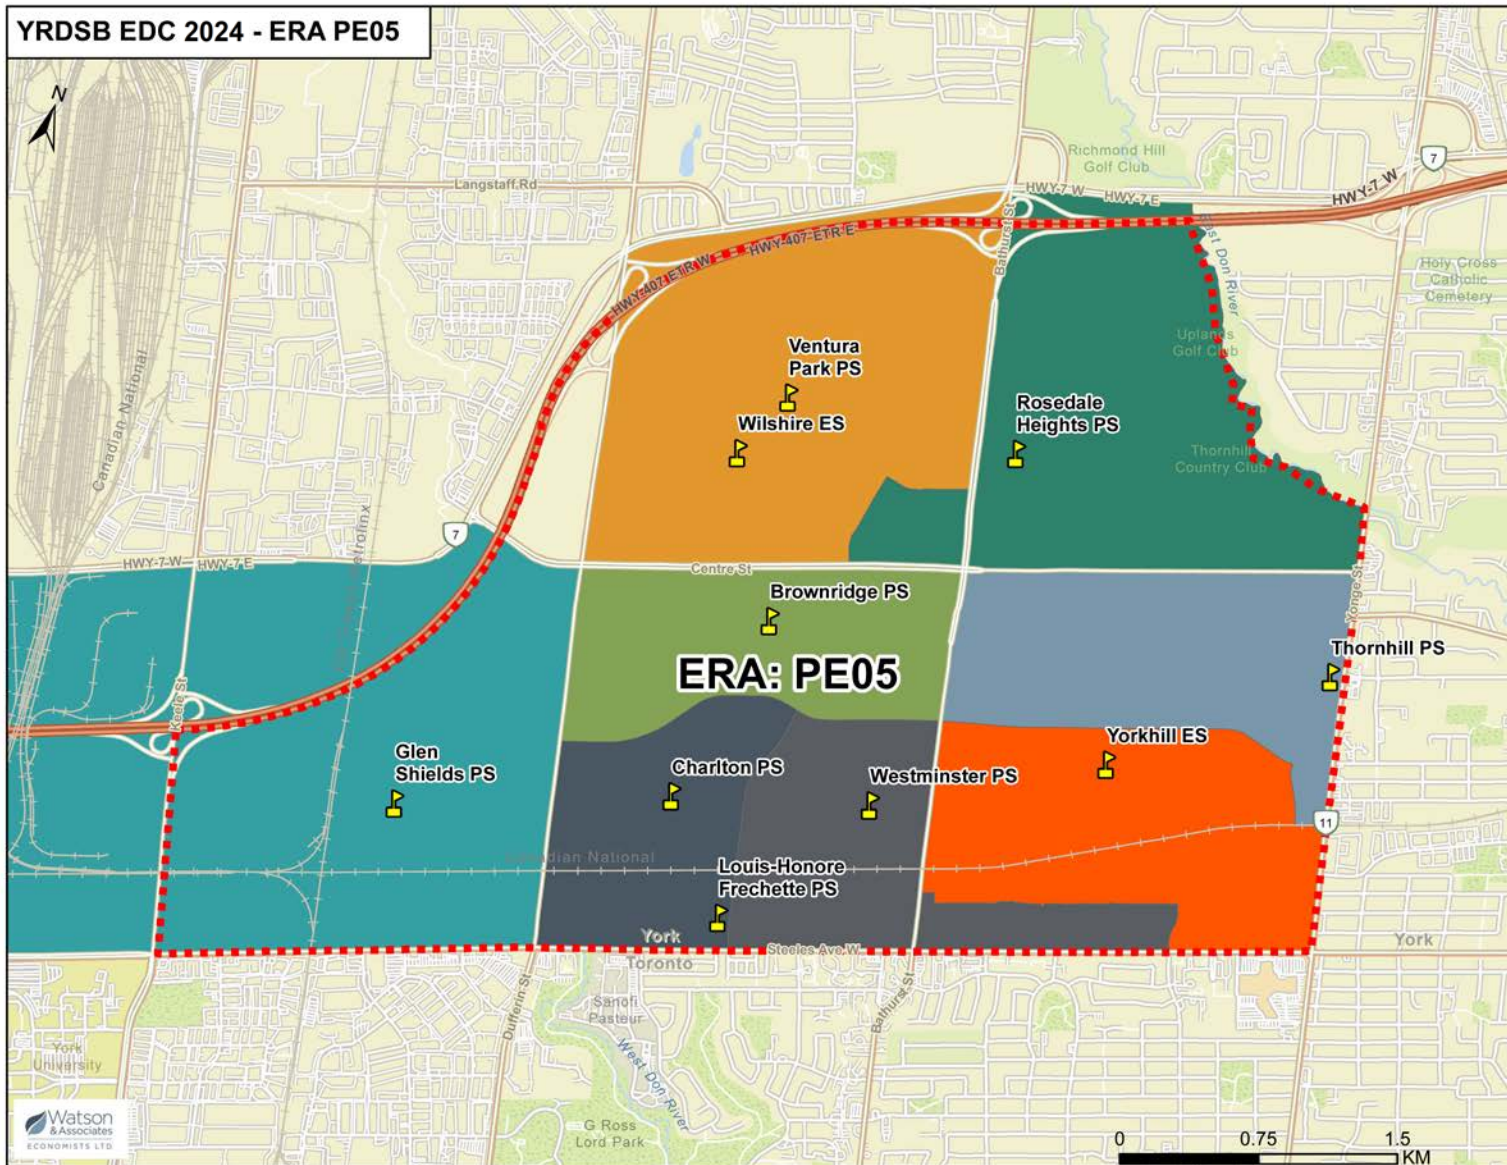 YRDSB EDC 2024 - ERA PE05
N
Richmond Hill
Golf Club
7
Langstaff Rd
HWY-7 W
HWY-7 E
HWY-7 W
HWY-407 ETR E
HWY-407 ETR W
Bathurst St
East Don River
Holy Cross
Catholic
Cemetery
Uplands
Golf Club
Canadian National
Ventura
Park PS
Wilshire ES
Rosedale
Heights PS
Thornhill
Country Club
7
HWY-7 W
HWY-7 E
Centre St
Brownridge PS
Yonge St
ERA: PE05
Thornhill PS
Keele St
Glen
Shields PS
Charlton PS
Westminster PS
Yorkhill ES
11
Canadian National
Louis-Honore
Frechette PS
York
Steeles Ave W
Toronto
York
Dufferin St
Sanofi
Pasteur
Bathurst St
West Don River
York
University
G Ross
Lord Park
Watson
& Associates
ECONOMISTS LTD.
0
0.75
1.5
KM